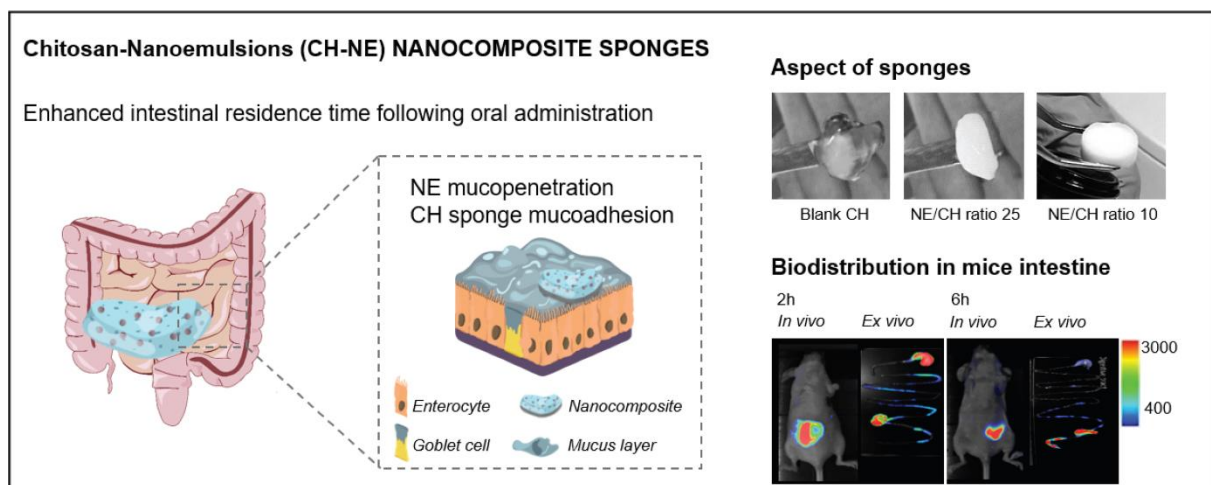 Chitosan-Nanoemulsions (CH-NE) NANOCOMPOSITE SPONGES
Enhanced intestinal residence time following oral administration
NE mucopenetration
CH sponge mucoadhesion
Enterocyte
Nanocomposite
Goblet cell
Mucus layer
Aspect of sponges
Blank CH
NE/CH ratio 25
NE/CH ratio 10
Biodistribution in mice intestine
2h
6h
In vivo
Ex vivo
In vivo
Ex vivo
3000
400